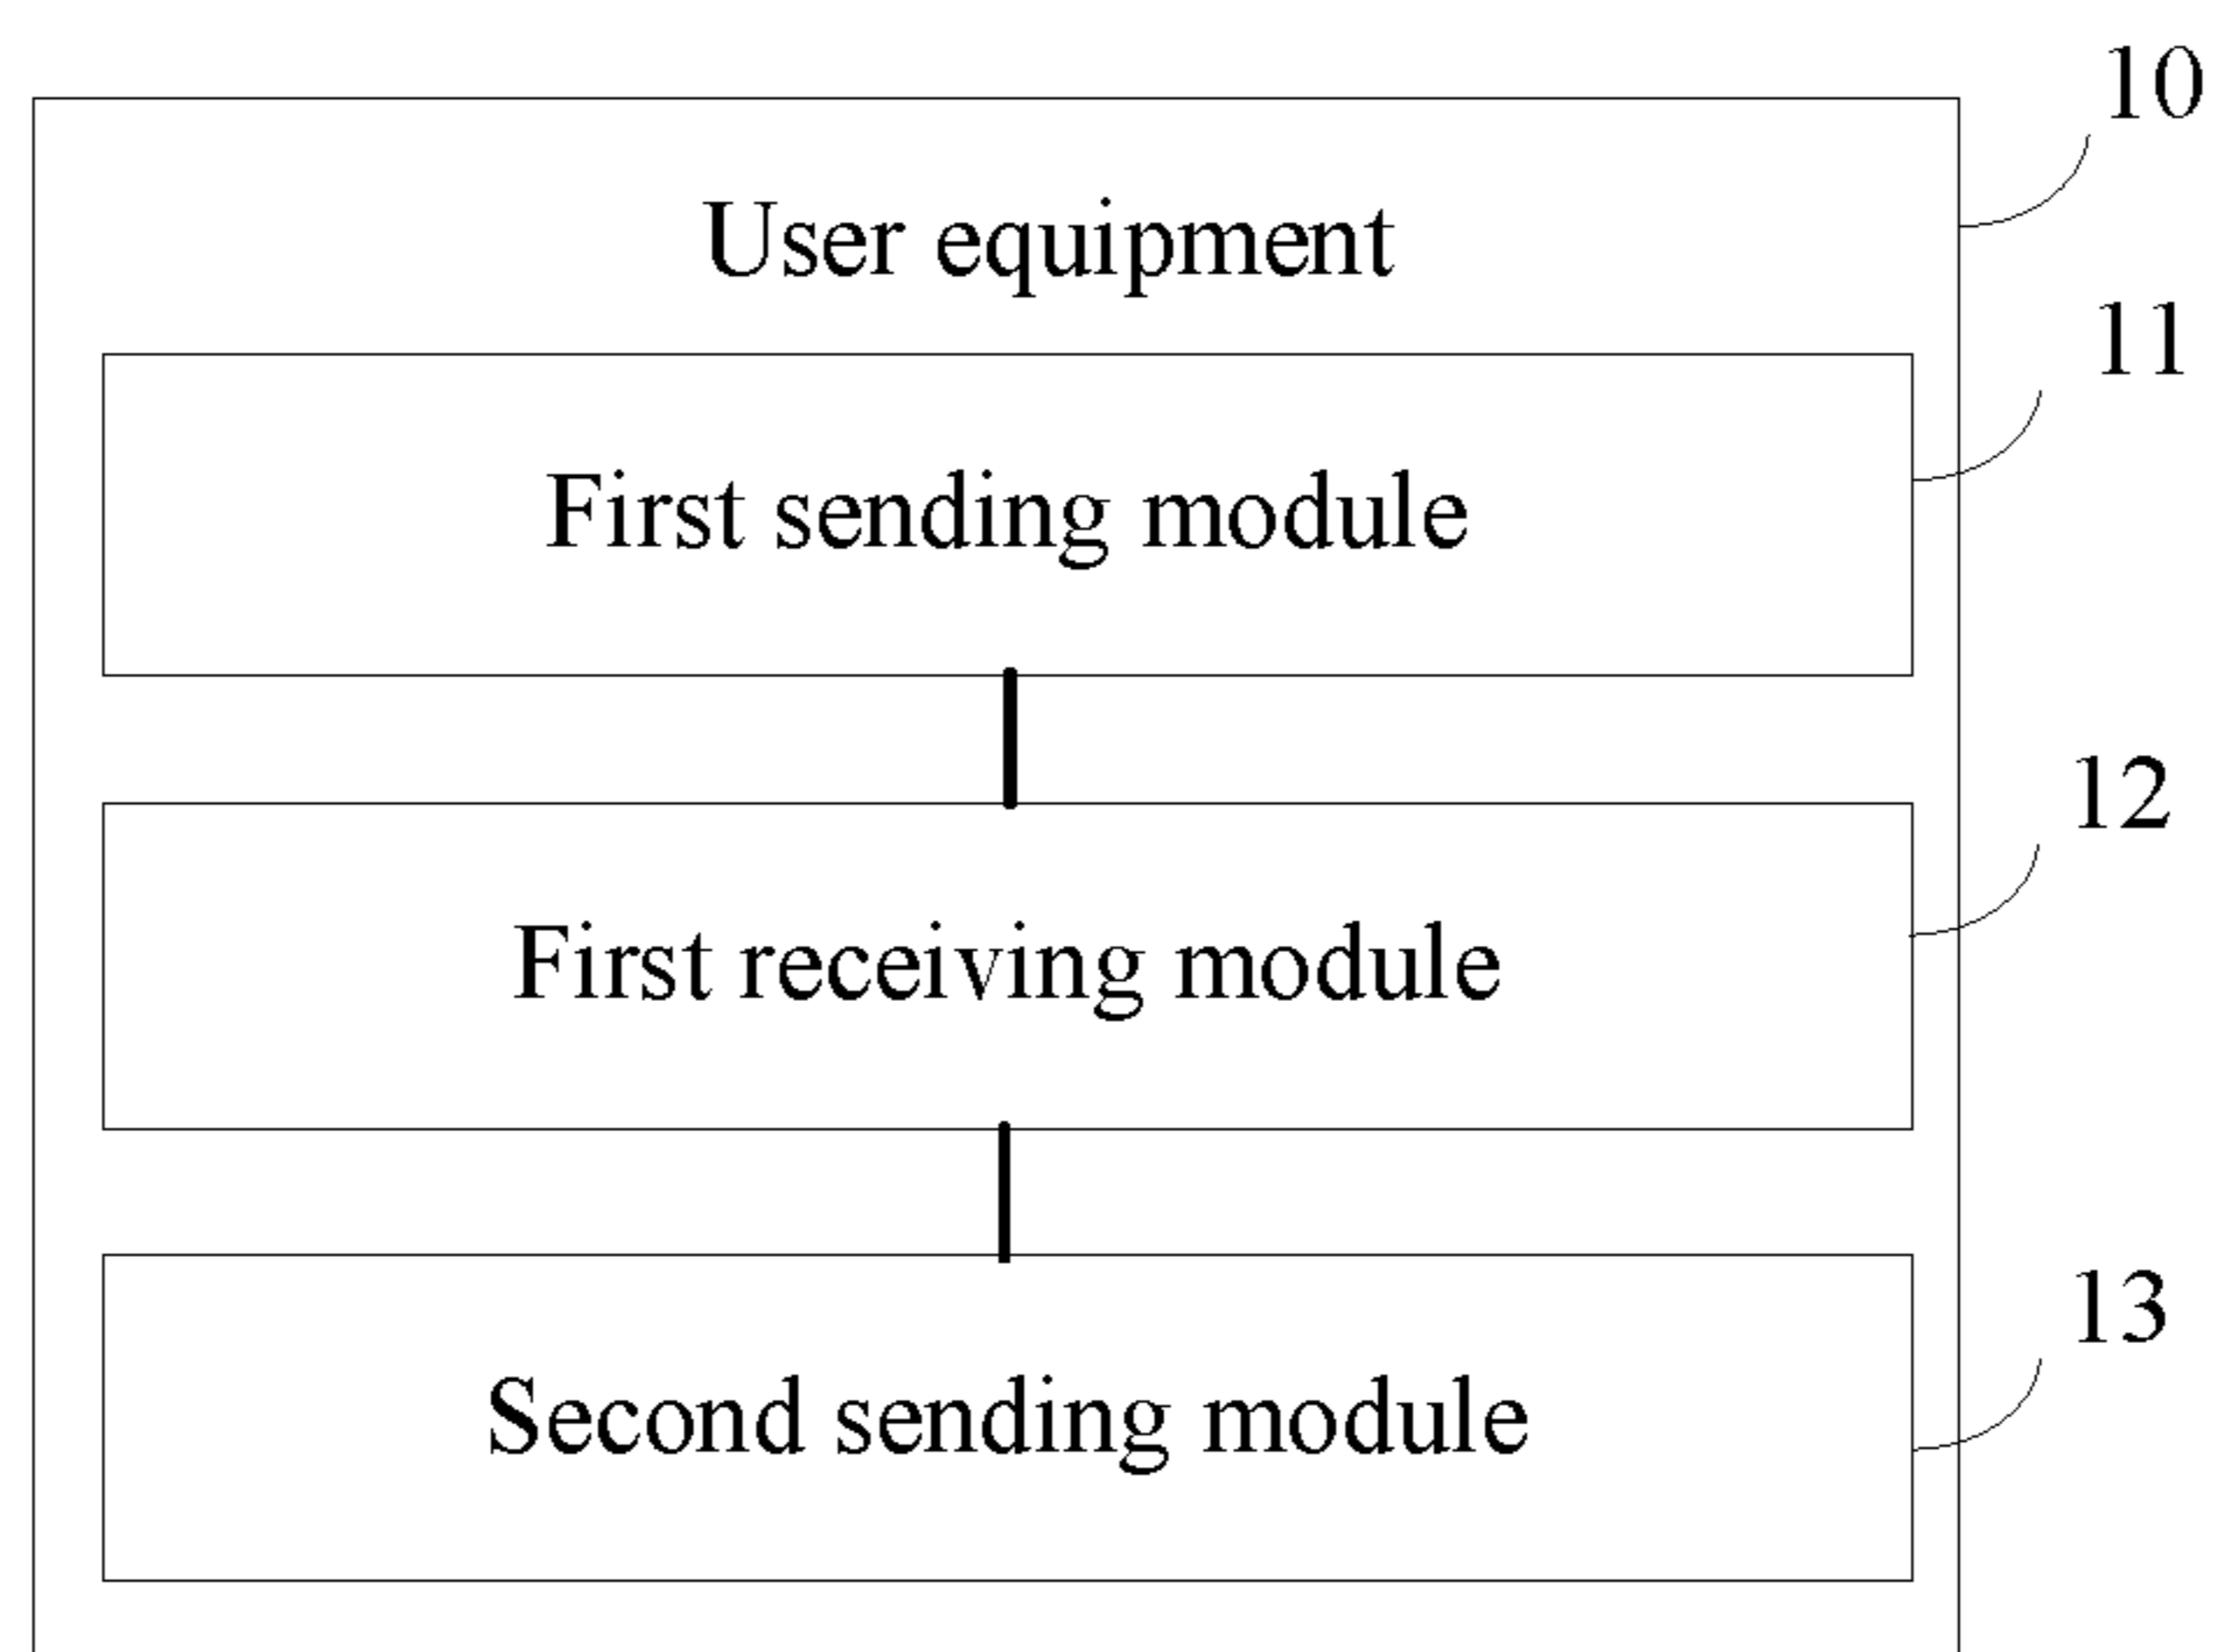 10
User equipment
11
First sending module
12
First receiving module
13
Second sending module